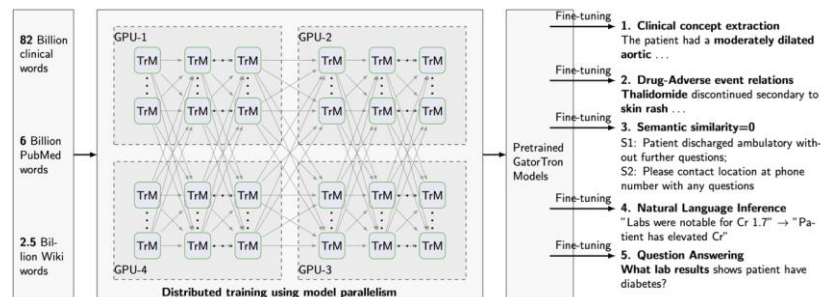 82 Billion
clinical
words
6 Billion
PubMed
words
2.5 Bil-
lion Wiki
words
GPU-1
TrM TrM TrM
TrM TrM TrM
GPU-2
TrM TrM TrM
TrM TrM TrM
TrM TrM TrM
TrM TrM TrM
GPU-4
TrM TrM TrM
TrM TrM TrM
GPU-3
Distributed training using model parallelism
Pretrained
GatorTron
Models
Fine-tuning
1. Clinical concept extraction
The patient had a moderately dilated
aortic ...
Fine-tuning
2. Drug-Adverse event relations
Thalidomide discontinued secondary to
skin rash ...
Fine-tuning
3. Semantic similarity=0
S1: Patient discharged ambulatory with-
out further questions;
S2: Please contact location at phone
number with any questions
Fine-tuning
4. Natural Language Inference
"Labs were notable for Cr 1.7" → "Pa-
tient has elevated Cr"
Fine-tuning
5. Question Answering
What lab results shows patient have
diabetes?